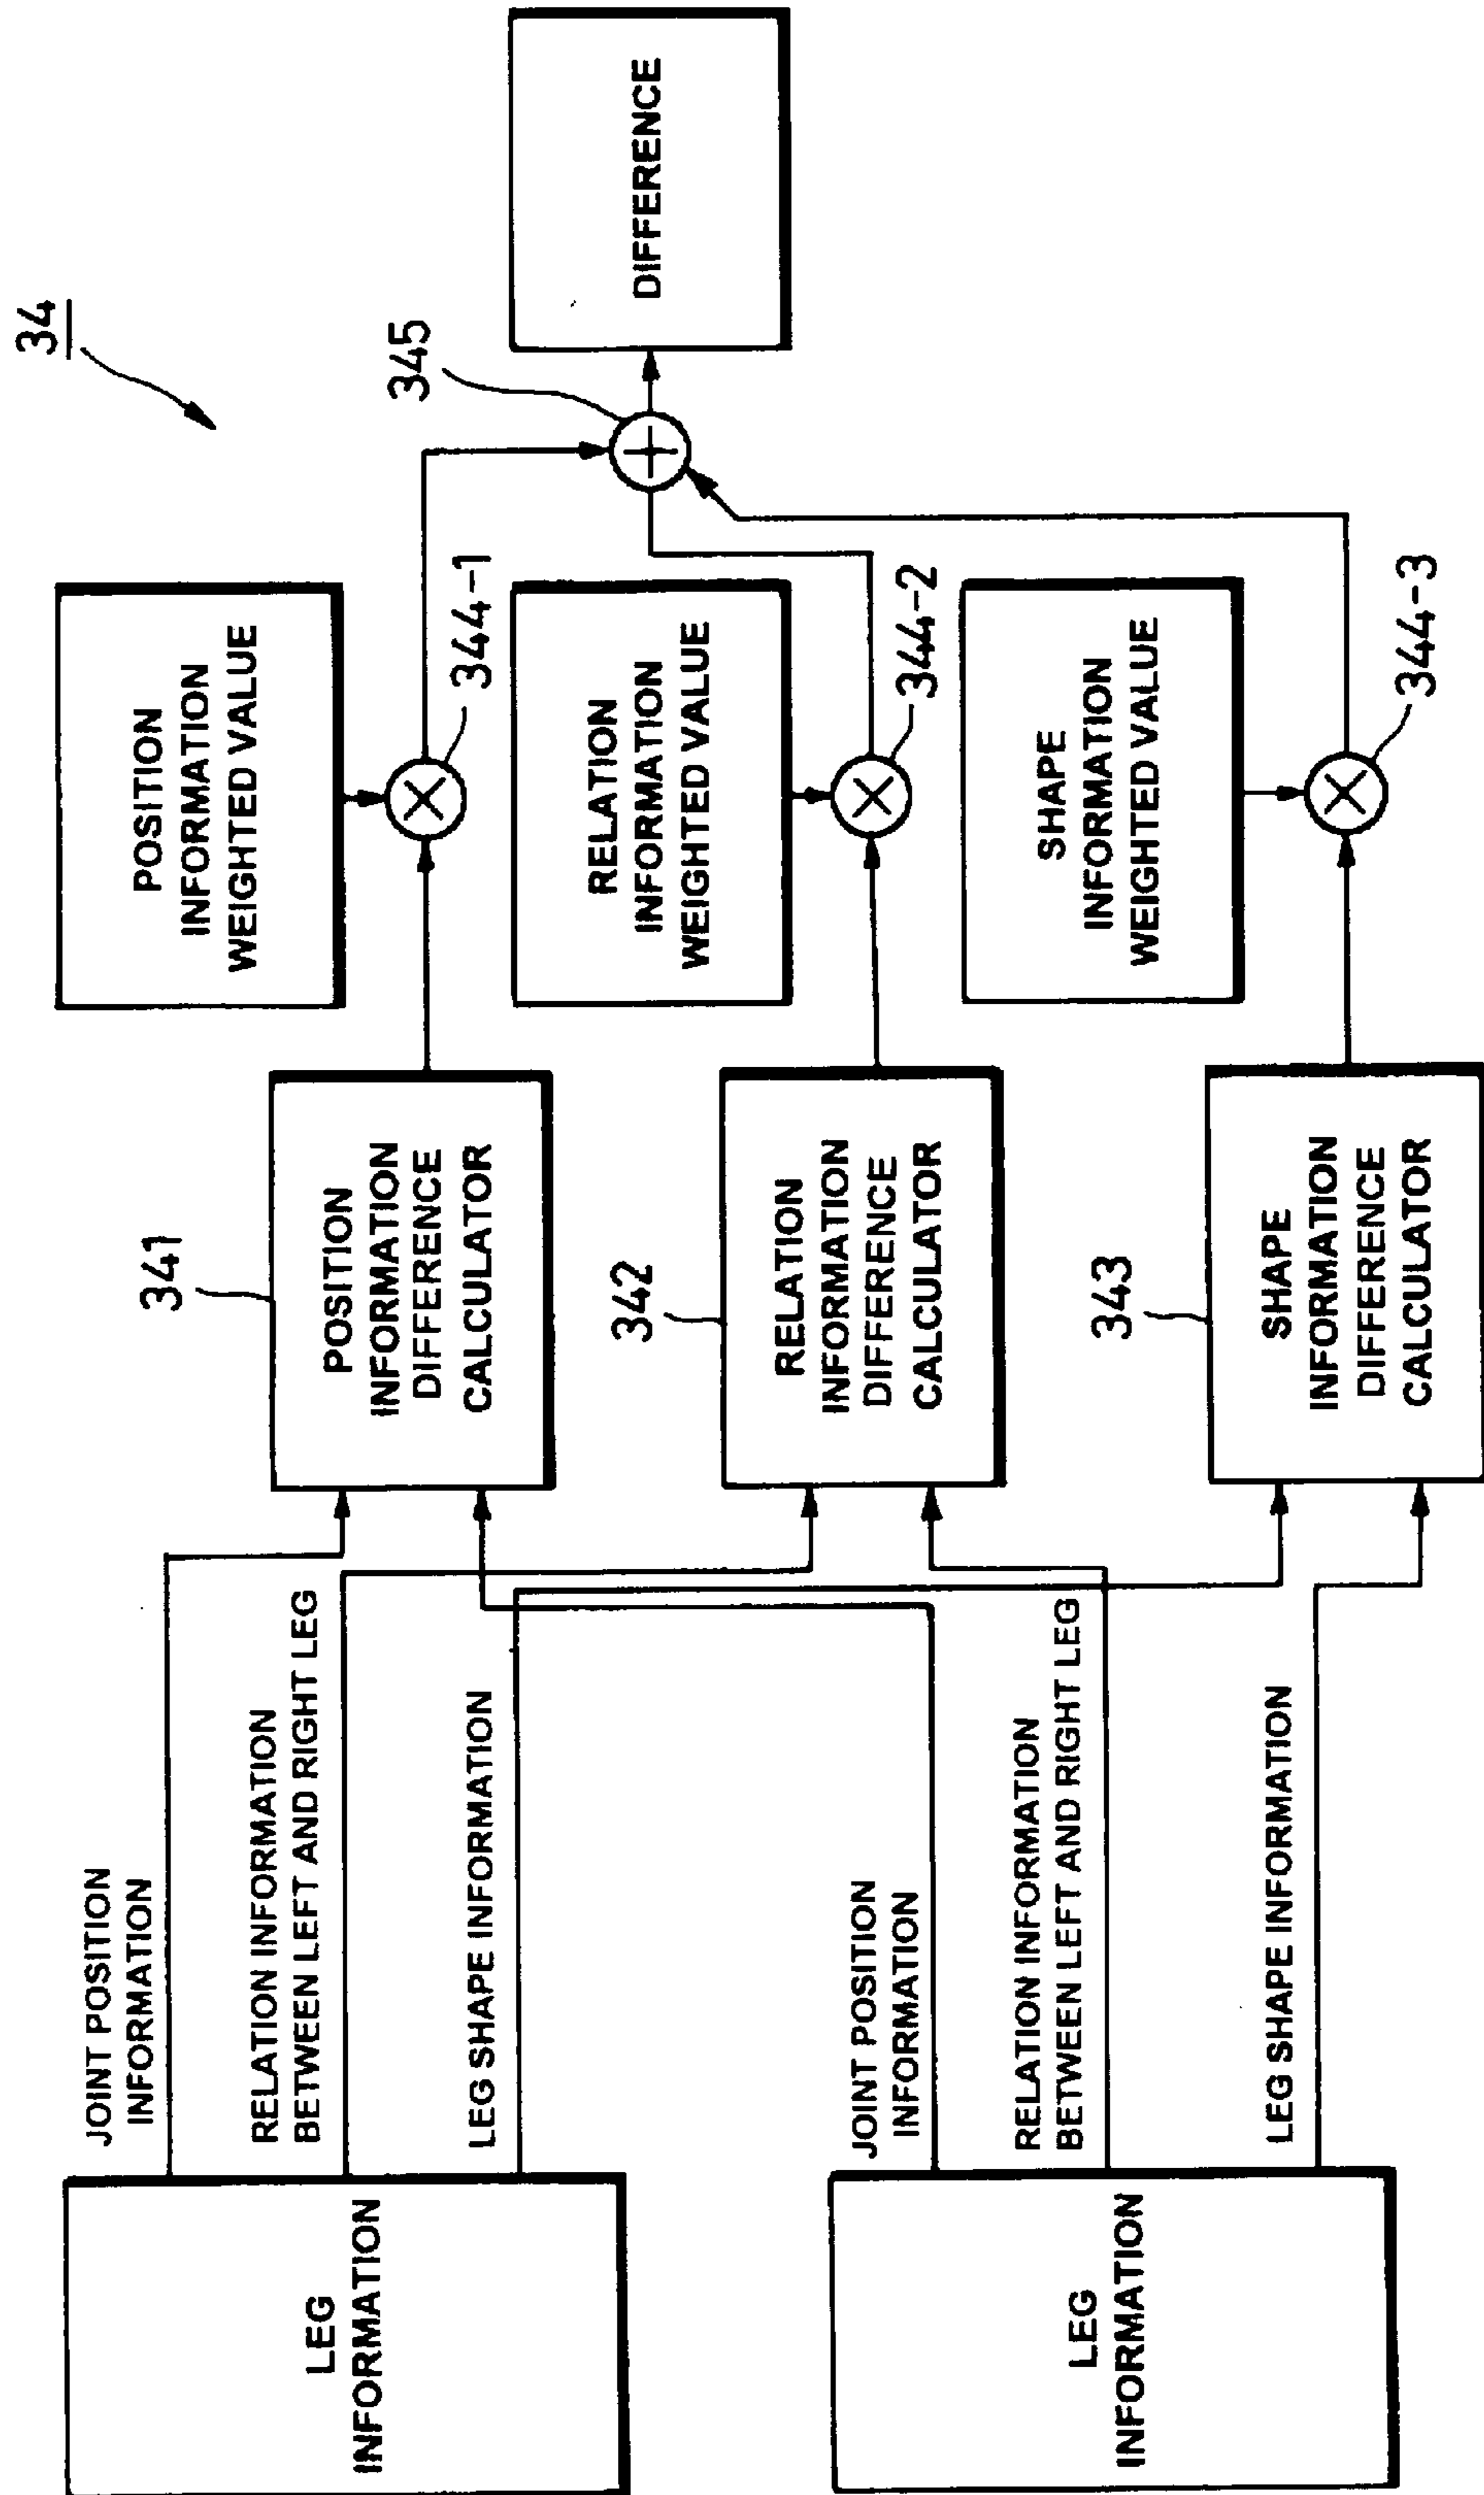 34
LEG
INFORMATION
JOINT POSITION
INFORMATION
RELATION INFORMATION
BETWEEN LEFT AND RIGHT LEG
LEG SHAPE INFORMATION
LEG
INFORMATION
JOINT POSITION
INFORMATION
RELATION INFORMATION
BETWEEN LEFT AND RIGHT LEG
LEG SHAPE INFORMATION
341
POSITION
INFORMATION
DIFFERENCE
CALCULATOR
342
RELATION
INFORMATION
DIFFERENCE
CALCULATOR
343
SHAPE
INFORMATION
DIFFERENCE
CALCULATOR
POSITION
INFORMATION
WEIGHTED VALUE
344-1
RELATION
INFORMATION
WEIGHTED VALUE
344-2
SHAPE
INFORMATION
WEIGHTED VALUE
344-3
345
DIFFERENCE